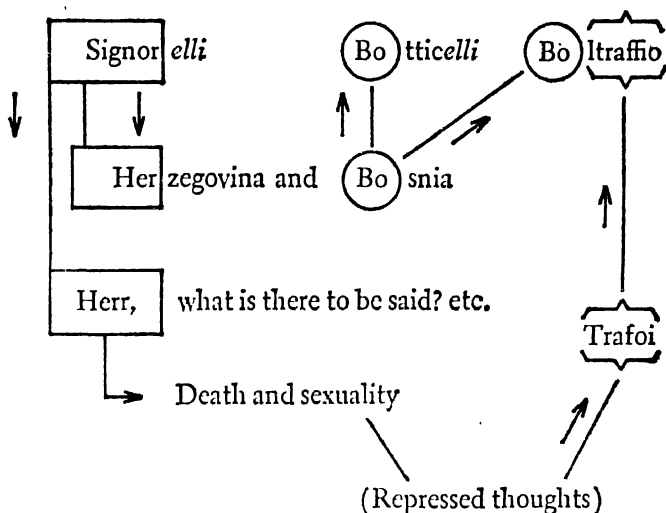 Signor elli Bo tticelli Bo ltraffio
Her zegovina and Bo snia
Herr, what is there to be said? etc.
Trafoi
Death and sexuality
(Repressed thoughts)